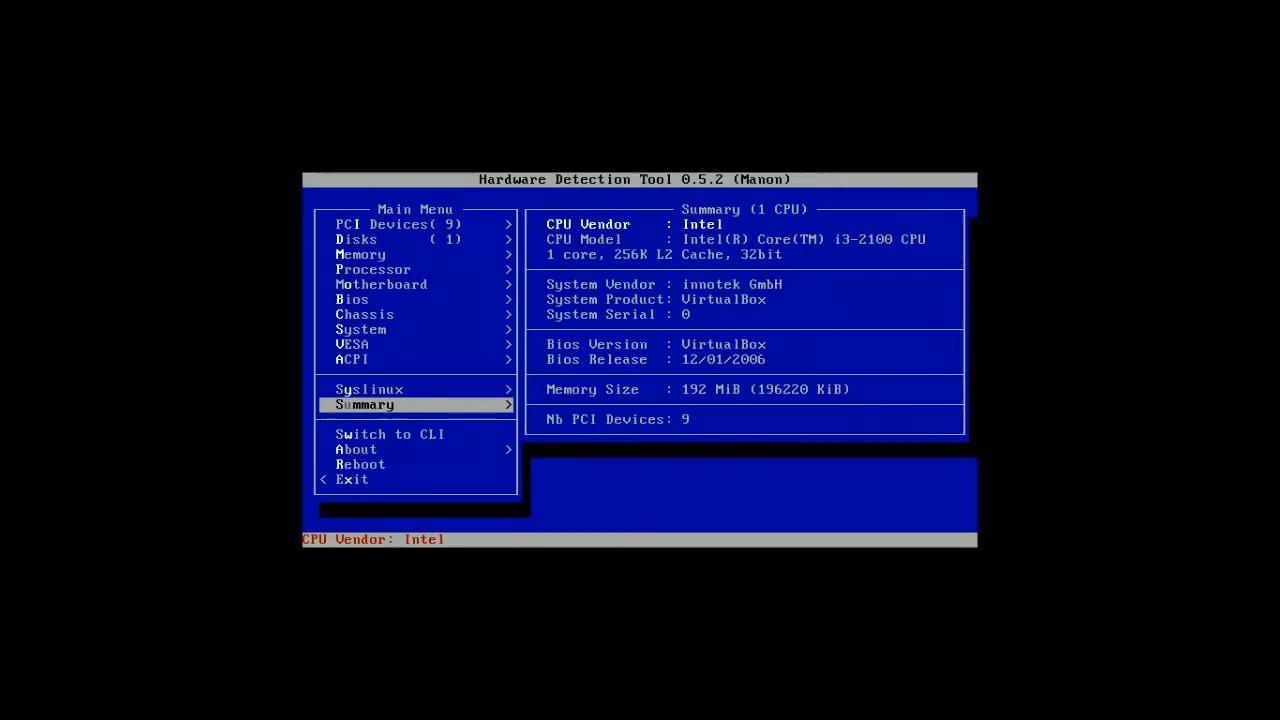 Hardware Detection Tool 0.5.2 (Manon)
Main Menu
PCI Devices( 9) >
Disks ( 1) >
Memory >
Processor >
Motherboard >
Bios >
Chassis >
System >
VESA >
ACPI >
Syslinux >
Summary >
Switch to CLI
About >
Reboot
< Exit
Summary (1 CPU)
CPU Vendor : Intel
CPU Model : Intel(R) Core(TM) i3-2100 CPU
1 core, 256K L2 Cache, 32bit
System Vendor : innotek GmbH
System Product: VirtualBox
System Serial : 0
Bios Version : VirtualBox
Bios Release : 12/01/2006
Memory Size : 192 MiB (196220 KiB)
Nb PCI Devices: 9
CPU Vendor: Intel